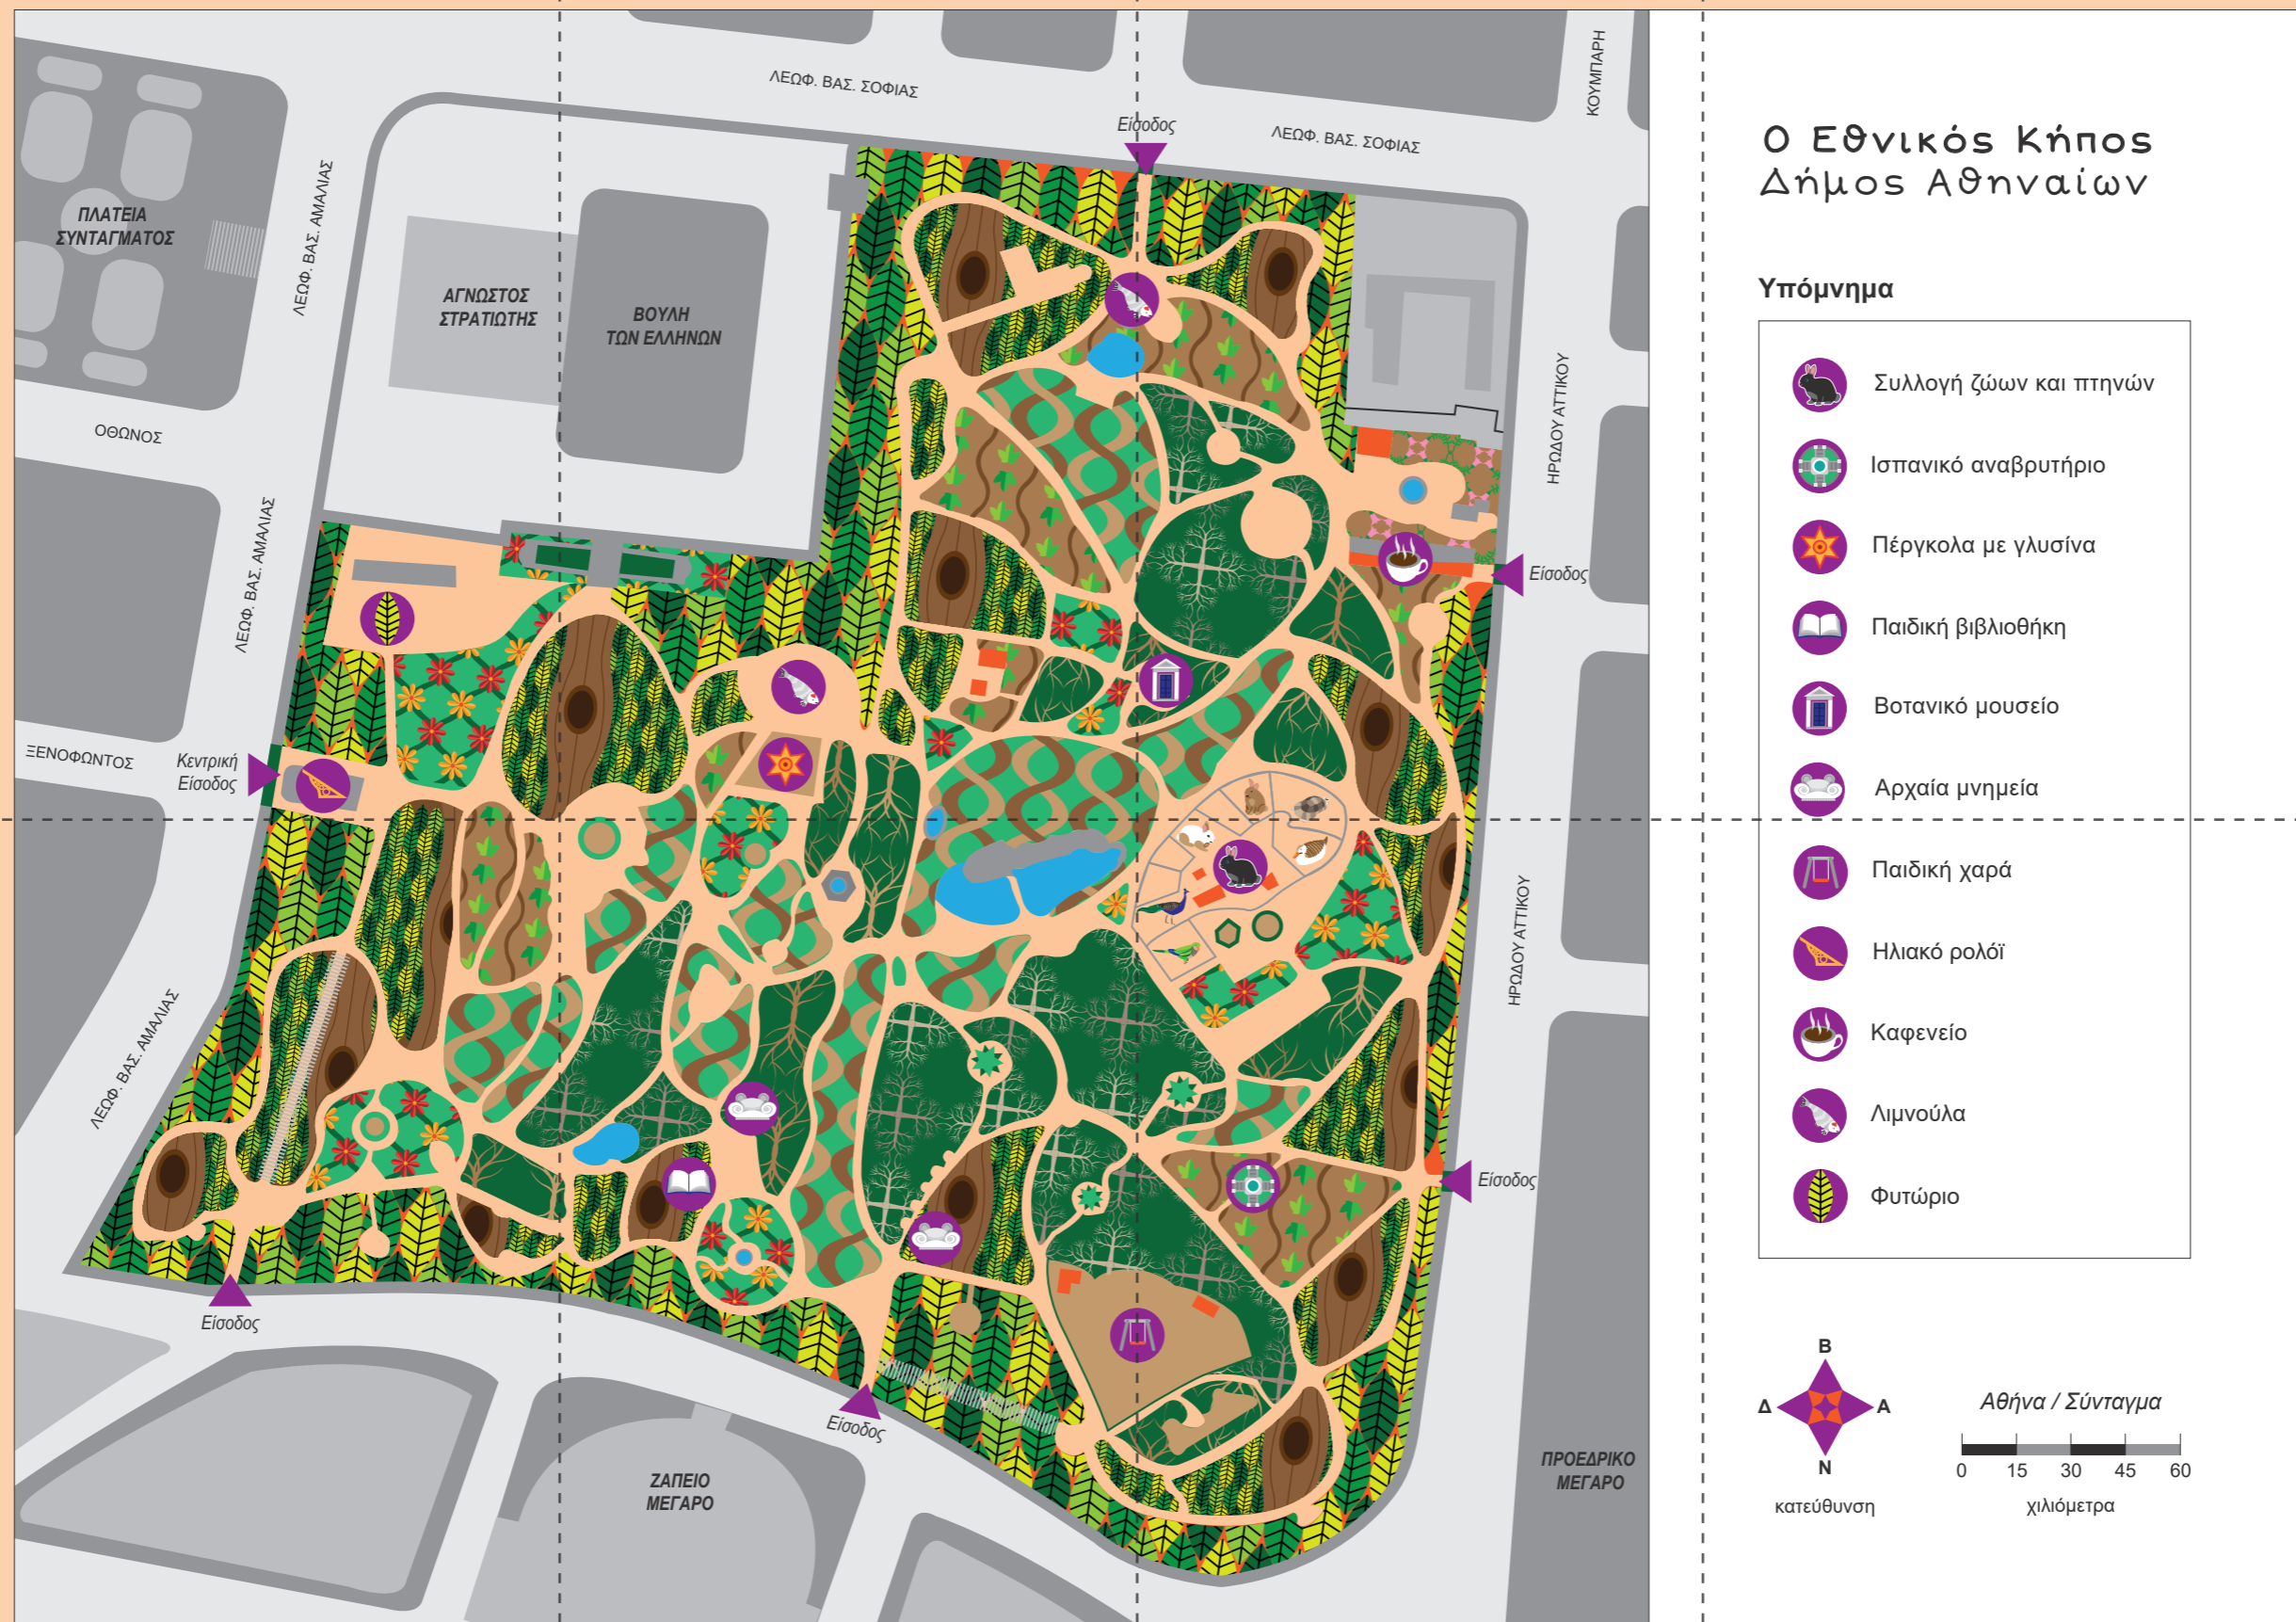 ΛΕΩΦ. ΒΑΣ. ΣΟΦΙΑΣ
Είσοδος
ΛΕΩΦ. ΒΑΣ. ΣΟΦΙΑΣ
ΚΟΥΜΠΑΡΗ
ΠΛΑΤΕΙΑ
ΣΥΝΤΑΓΜΑΤΟΣ
ΛΕΩΦ. ΒΑΣ. ΑΜΑΛΙΑΣ
ΑΓΝΩΣΤΟΣ
ΣΤΡΑΤΙΩΤΗΣ
ΒΟΥΛΗ
ΤΩΝ ΕΛΛΗΝΩΝ
ΟΘΩΝΟΣ
ΗΡΩΔΟΥ ΑΤΤΙΚΟΥ
ΛΕΩΦ. ΒΑΣ. ΑΜΑΛΙΑΣ
Είσοδος
ΞΕΝΟΦΩΝΤΟΣ
Κεντρική
Είσοδος
ΗΡΩΔΟΥ ΑΤΤΙΚΟΥ
ΛΕΩΦ. ΒΑΣ. ΑΜΑΛΙΑΣ
Είσοδος
Είσοδος
Είσοδος
ΖΑΠΕΙΟ
ΜΕΓΑΡΟ
ΠΡΟΕΔΡΙΚΟ
ΜΕΓΑΡΟ
Ο Εθνικός Κήπος
Δήμος Αθηναίων
Υπόμνημα
Συλλογή ζώων και πτηνών
Ισπανικό αναβρυτήριο
Πέργκολα με γλυσίνα
Παιδική βιβλιοθήκη
Βοτανικό μουσείο
Αρχαία μνημεία
Παιδική χαρά
Ηλιακό ρολόϊ
Καφενείο
Λιμνούλα
Φυτώριο
Β
Δ Α
Ν
κατεύθυνση
Αθήνα / Σύνταγμα
0 15 30 45 60
χιλιόμετρα